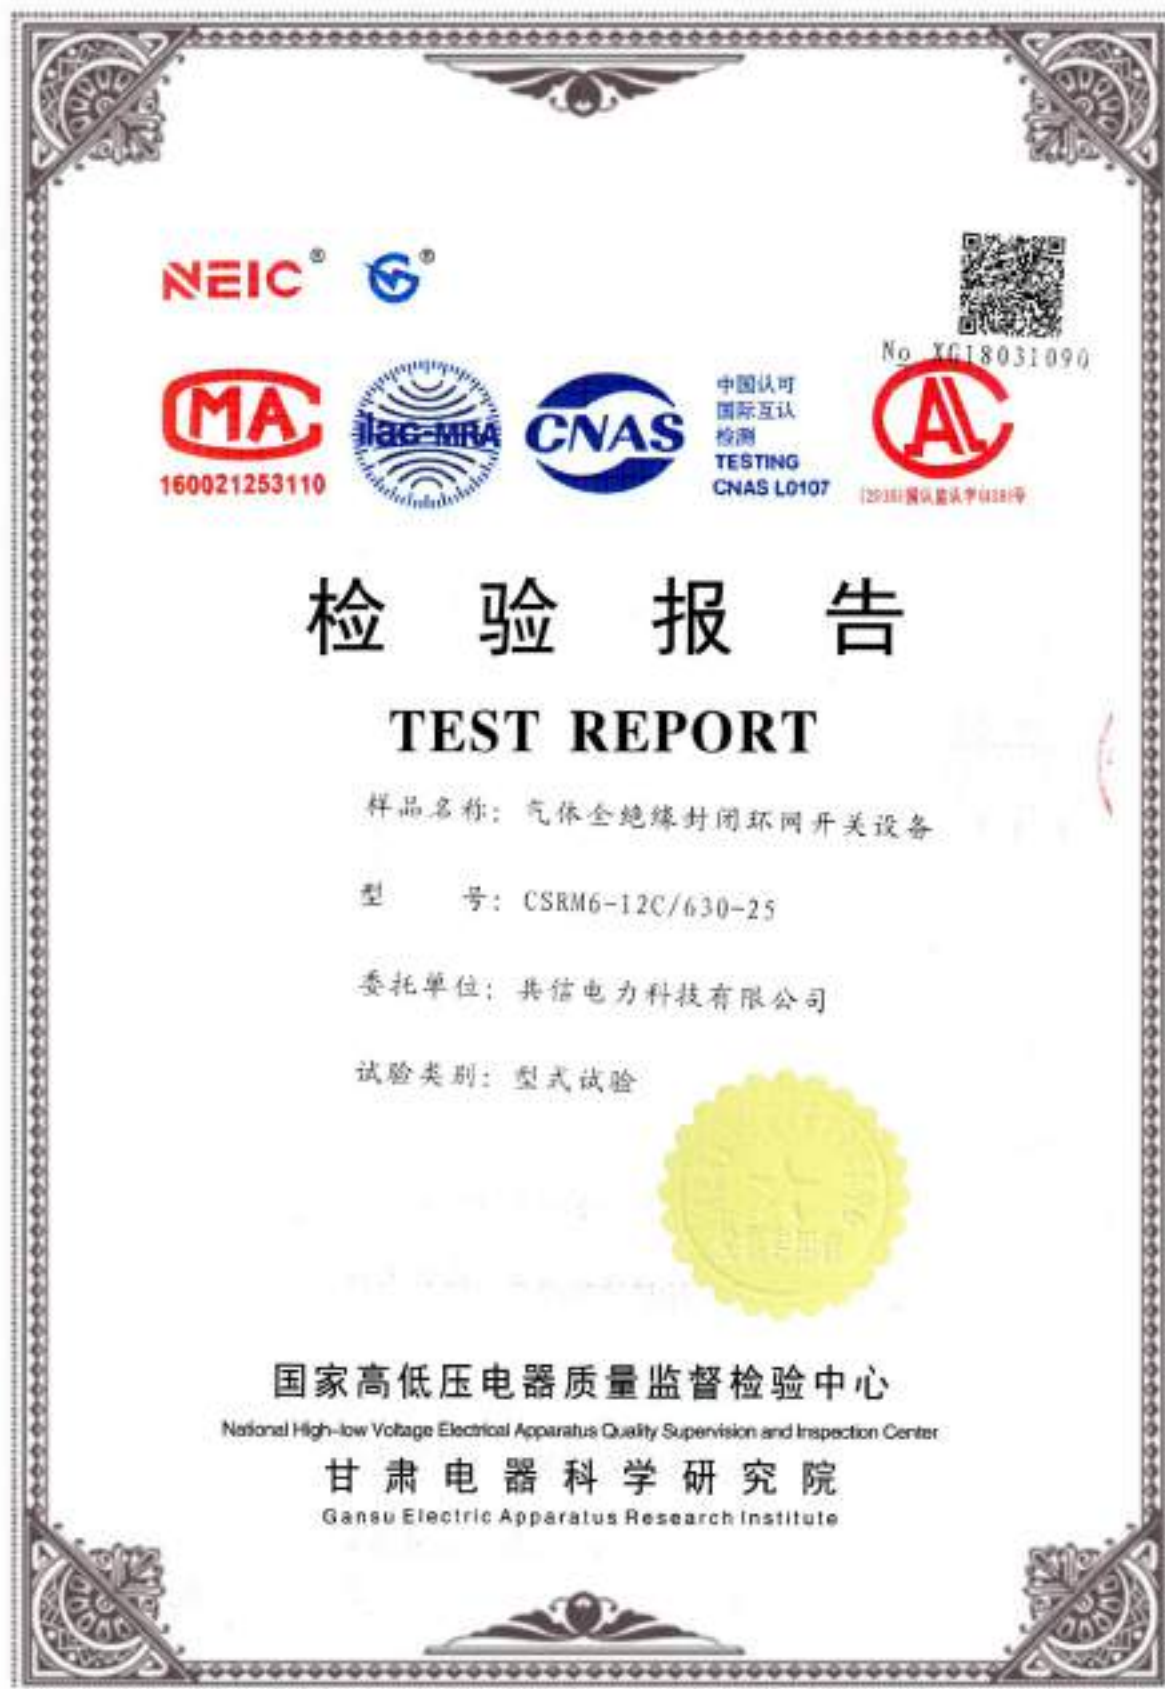 NEIC ® ®
No XG18031090
MA
160021253110
ilac-MRA
CNAS
中国认可
国际互认
检测
TESTING
CNAS L0107
AL
检验报告
TEST REPORT
样品名称: 气体全绝缘封闭环网开关设备
型 号: CSRM6-12C/630-25
委托单位: 共信电力科技有限公司
试验类别: 型式试验
国家高低压电器质量监督检验中心
National High-low Voltage Electrical Apparatus Quality Supervision and Inspection Center
甘肃电器科学研究院
Gansu Electric Apparatus Research Institute